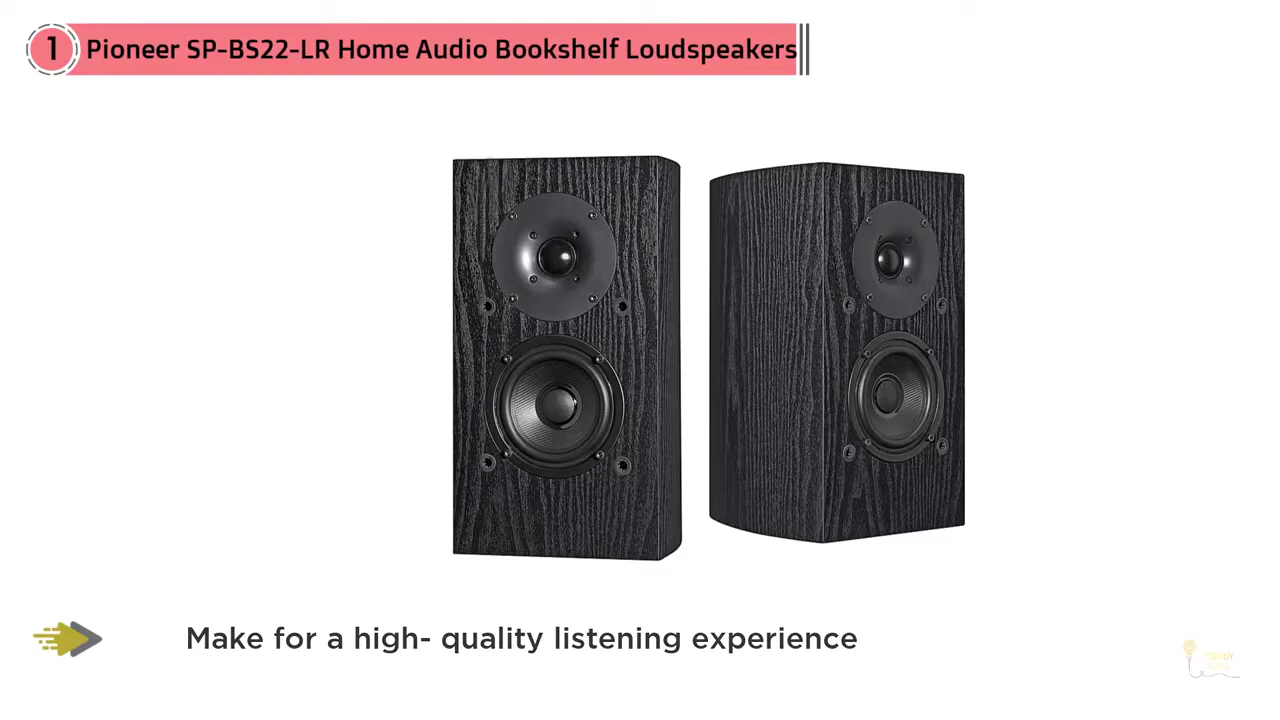 1
Pioneer SP-BS22-LR Home Audio Bookshelf Loudspeakers
Make for a high- quality listening experience